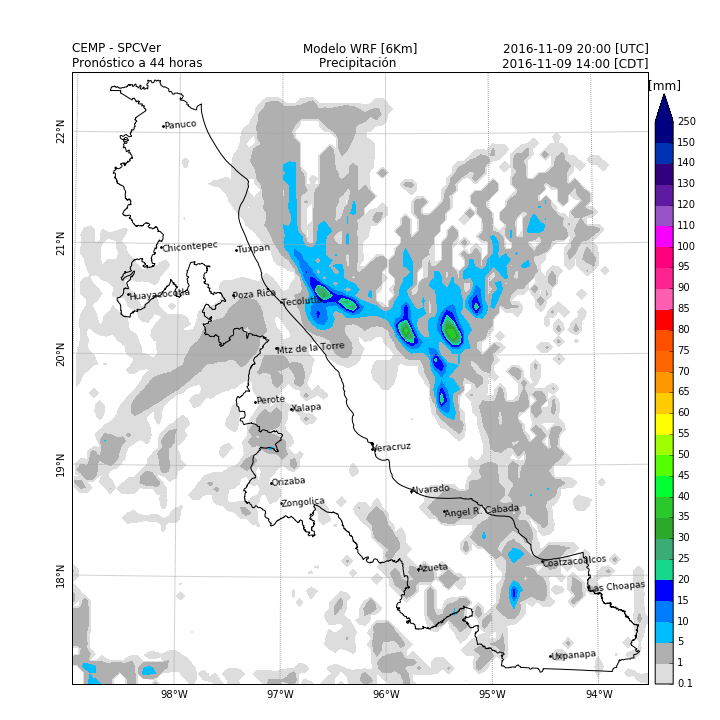 CEMP - SPCVer
Modelo WRF [6Km]
2016-11-09 20:00 [UTC]
Pronóstico a 44 horas
Precipitación
2016-11-09 14:00 [CDT]
[mm]
250
150
140
130
120
110
100
95
90
85
80
75
70
65
60
55
50
45
40
35
30
25
20
15
10
5
1
0.1
22°N
21°N
20°N
19°N
18°N
98°W
97°W
96°W
95°W
94°W
Panuco
Chicontepec
Tuxpan
Huayacocotla
Poza Rica
Tecolutla
Mtz de la Torre
Perote
Xalapa
Veracruz
Orizaba
Zongolica
Alvarado
Angel R. Cabada
Azueta
Coatzacoalcos
Las Choapas
Uxpanapa